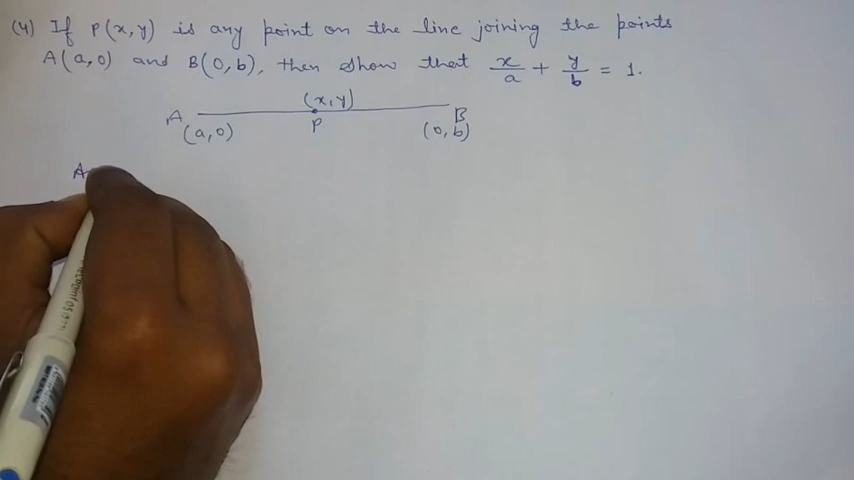 (4) If P(x,y) is any point on the line joining the points
A(a,0) and B(0,b), then show that x/a + y/b = 1.
(x,y)
A B
P
(a,0) (0,b)
A